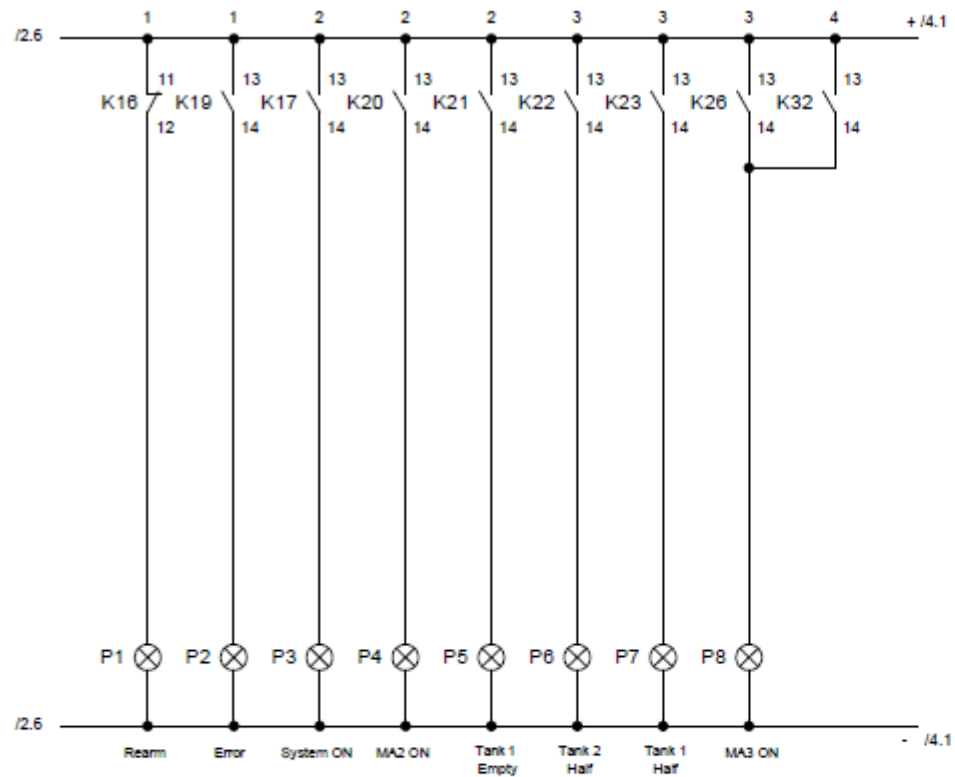 1 1 2 2 2 3 3 3 4
/2.6 + /4.1
11 13 13 13 13 13 13 13 13
K16 K19 K17 K20 K21 K22 K23 K26 K32
12 14 14 14 14 14 14 14 14
P1 P2 P3 P4 P5 P6 P7 P8
/2.6 - /4.1
Rearm Error System ON MA2 ON Tank 1 Tank 2 Tank 1 MA3 ON
Empty Half Half